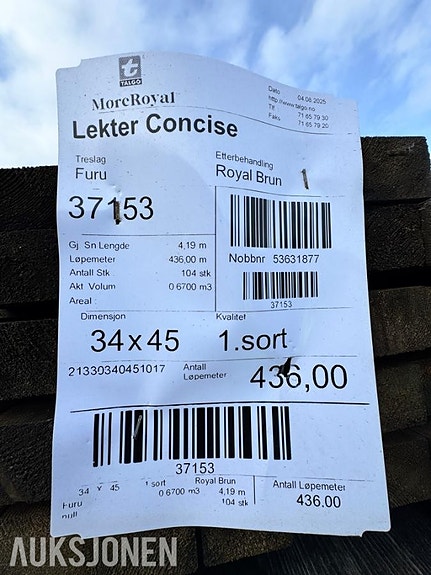 t
TALGO
MøreRoyal
Lekter Concise
Dato 04.08.2025
http://www.talgo.no
Tlf. 71 65 79 30
Faks 71 65 79 20
Treslag
Furu
Etterbehandling
Royal Brun
37153
Gj Sn Lengde 4,19 m
Løpemeter 436,00 m
Antall Stk 104 stk
Akt Volum 0.6700 m3
Areal :
Nobbnr 53631877
37153
Dimensjon
34 x 45
Kvalitet
1.sort
21330340451017
Antall Løpemeter
436,00
37153
34 x 45 1.sort Royal Brun
0.6700 m3 4,19 m
Furu 104 stk
null
Antall Løpemeter
436,00
AUKSJONEN